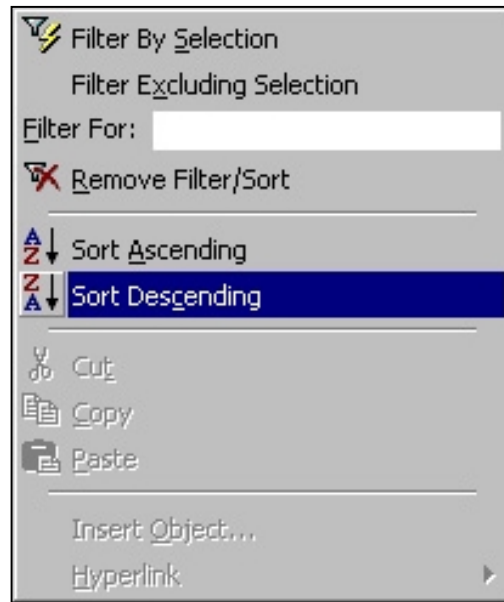 Filter By Selection
Filter Excluding Selection
Filter For:
Remove Filter/Sort
A Z Sort Ascending
Z A Sort Descending
Cut
Copy
Paste
Insert Object...
Hyperlink